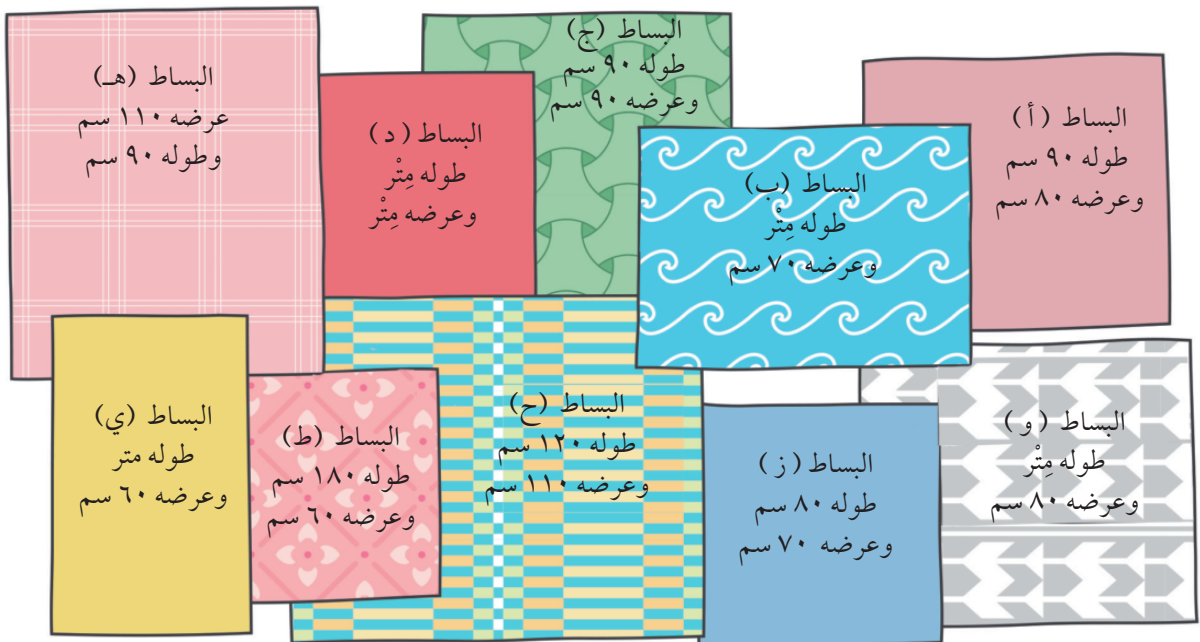 البساط (أ)
طوله ٩٠ سم
وعرضه ٨٠ سم
البساط (ب)
طوله مِتْر
وعرضه ٧٠ سم
البساط (ج)
طوله ٩٠ سم
وعرضه ٩٠ سم
البساط (د)
طوله مِتْر
وعرضه مِتْر
البساط (هـ)
عرضه ١١٠ سم
وطوله ٩٠ سم
البساط (و)
طوله مِتْر
وعرضه ٨٠ سم
البساط (ز)
طوله ٨٠ سم
وعرضه ٧٠ سم
البساط (ح)
طوله ١٢٠ سم
وعرضه ١١٠ سم
البساط (ط)
طوله ١٨٠ سم
وعرضه ٦٠ سم
البساط (ي)
طوله متر
وعرضه ٦٠ سم